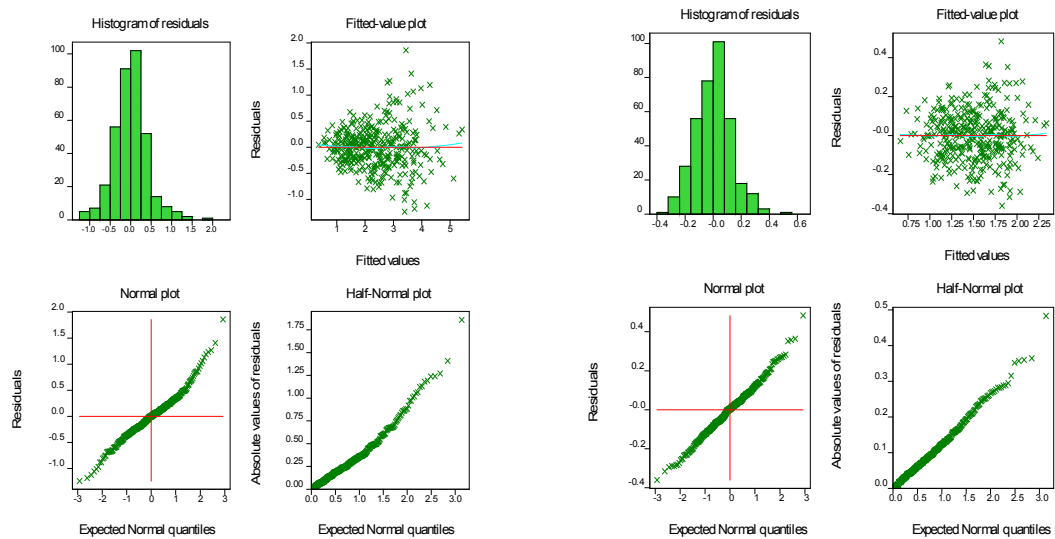 Histogram of residuals
100
80
60
40
20
0
-1.0 -0.5 0.0 0.5 1.0 1.5 2.0
Fitted-value plot
Residuals
2.0
1.5
1.0
0.5
0.0
-0.5
-1.0
1 2 3 4 5
Fitted values
Normal plot
Residuals
2.0
1.5
1.0
0.5
0.0
-0.5
-1.0
-3 -2 -1 0 1 2 3
Expected Normal quantiles
Half-Normal plot
Absolute values of residuals
1.75
1.50
1.25
1.00
0.75
0.50
0.25
0.00
0.0 0.5 1.0 1.5 2.0 2.5 3.0
Expected Normal quantiles
Histogram of residuals
100
80
60
40
20
0
-0.4 -0.2 -0.0 0.2 0.4 0.6
Fitted-value plot
Residuals
0.4
0.2
-0.0
-0.2
-0.4
0.75 1.00 1.25 1.50 1.75 2.00 2.25
Fitted values
Normal plot
Residuals
0.4
0.2
-0.0
-0.2
-0.4
-3 -2 -1 0 1 2 3
Expected Normal quantiles
Half-Normal plot
Absolute values of residuals
0.5
0.4
0.3
0.2
0.1
0.0
0.0 0.5 1.0 1.5 2.0 2.5 3.0
Expected Normal quantiles